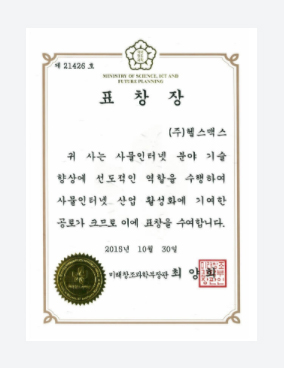 제 21426 호
MINISTRY OF SCIENCE, ICT AND
FUTURE PLANNING
표 창 장
(주)헬스맥스
귀 사는 사물인터넷 분야 기술
향상에 선도적인 역할을 수행하여
사물인터넷 산업 활성화에 기여한
공로가 크므로 이에 표창을 수여합니다.
2015년 10월 30일
미래창조과학부장관 최 양 희